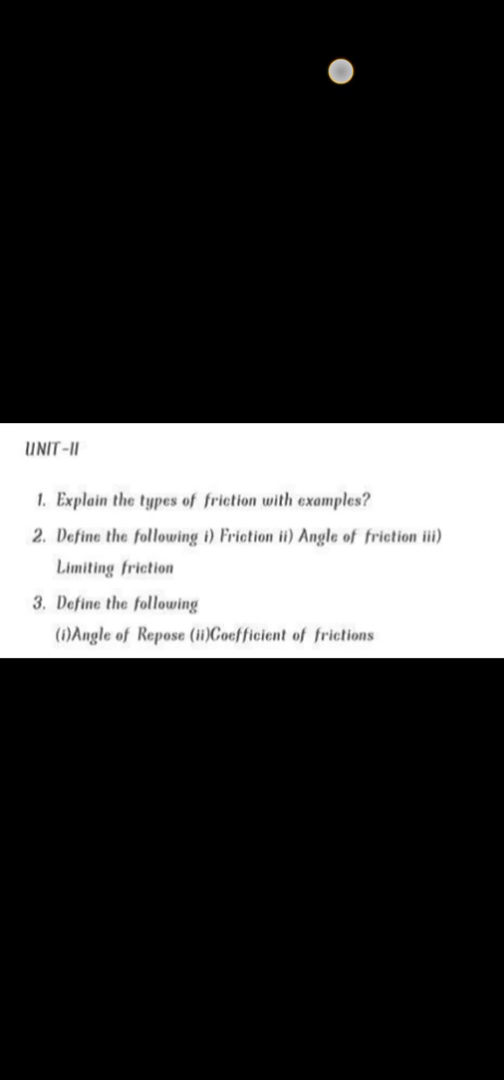 UNIT-II
1. Explain the types of friction with examples?
2. Define the following i) Friction ii) Angle of friction iii)
Limiting friction
3. Define the following
(i)Angle of Repose (ii)Coefficient of frictions